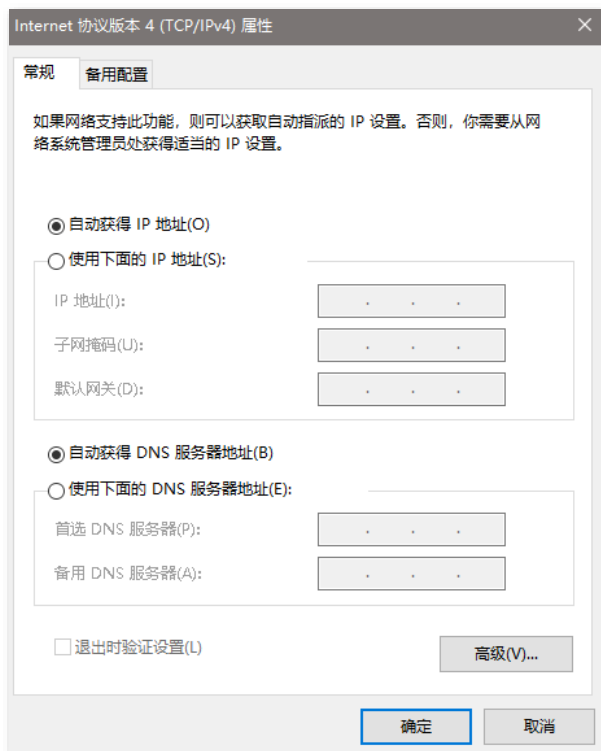 Internet 协议版本 4 (TCP/IPv4) 属性
常规
备用配置
如果网络支持此功能，则可以获取自动指派的 IP 设置。否则，你需要从网
络系统管理员处获得适当的 IP 设置。
自动获得 IP 地址(O)
使用下面的 IP 地址(S):
IP 地址(I):
子网掩码(U):
默认网关(D):
自动获得 DNS 服务器地址(B)
使用下面的 DNS 服务器地址(E):
首选 DNS 服务器(P):
备用 DNS 服务器(A):
退出时验证设置(L)
高级(V)...
确定
取消